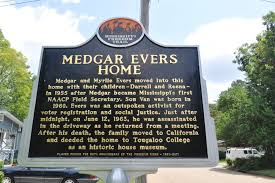 MISSISSIPPI
FREEDOM
TRAIL
MEDGAR EVERS
HOME
Medgar and Myrlie Evers moved into this
home with their children–Darrell and Reena–
in 1955 after Medgar became Mississippi's first
NAACP Field Secretary. Son Van was born in
1960. Evers was an outspoken activist for
voter registration and social justice. Just after
midnight, on June 12, 1963, he was assassinated
in the driveway as he returned from a meeting.
After his death, the family moved to California
and deeded the home to Tougaloo College
as an historic house museum.
PLACED DURING THE 50TH ANNIVERSARY OF THE FREEDOM RIDES